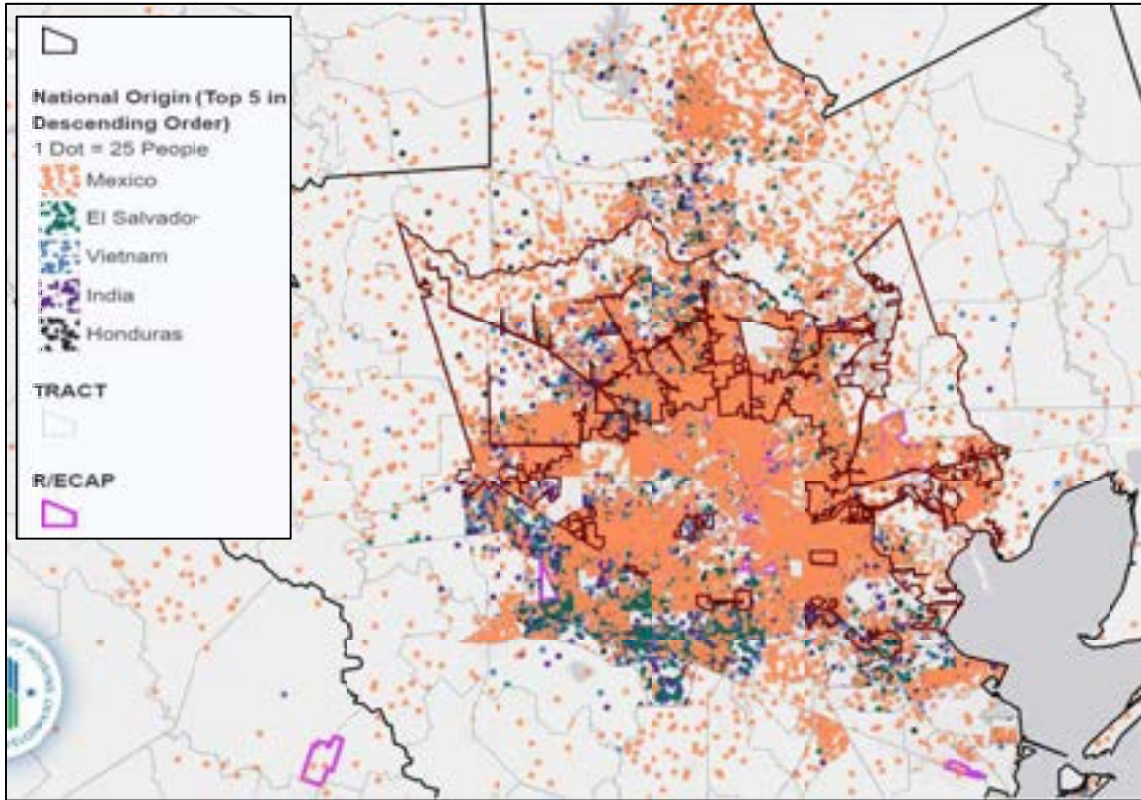 National Origin (Top 5 in
Descending Order)
1 Dot = 25 People
Mexico
El Salvador
Vietnam
India
Honduras
TRACT
R/ECAP